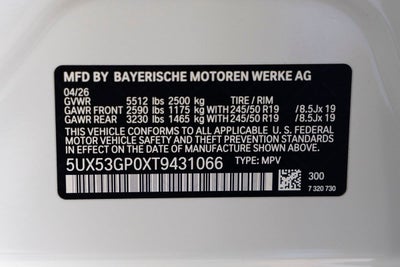 MFD BY BAYERISCHE MOTOREN WERKE AG
04/26
GVWR 5512 lbs 2500 kg TIRE / RIM
GAWR FRONT 2590 lbs 1175 kg WITH 245/50 R19 / 8.5Jx 19
GAWR REAR 3230 lbs 1465 kg WITH 245/50 R19 / 8.5Jx 19
THIS VEHICLE CONFORMS TO ALL APPLICABLE U. S. FEDERAL
MOTOR VEHICLE SAFETY AND THEFT PREVENTION STANDARDS
IN EFFECT ON THE DATE OF MANUFACTURE SHOWN ABOVE.
5UX53GP0XT9431066 TYPE: MPV
300
7 320 730